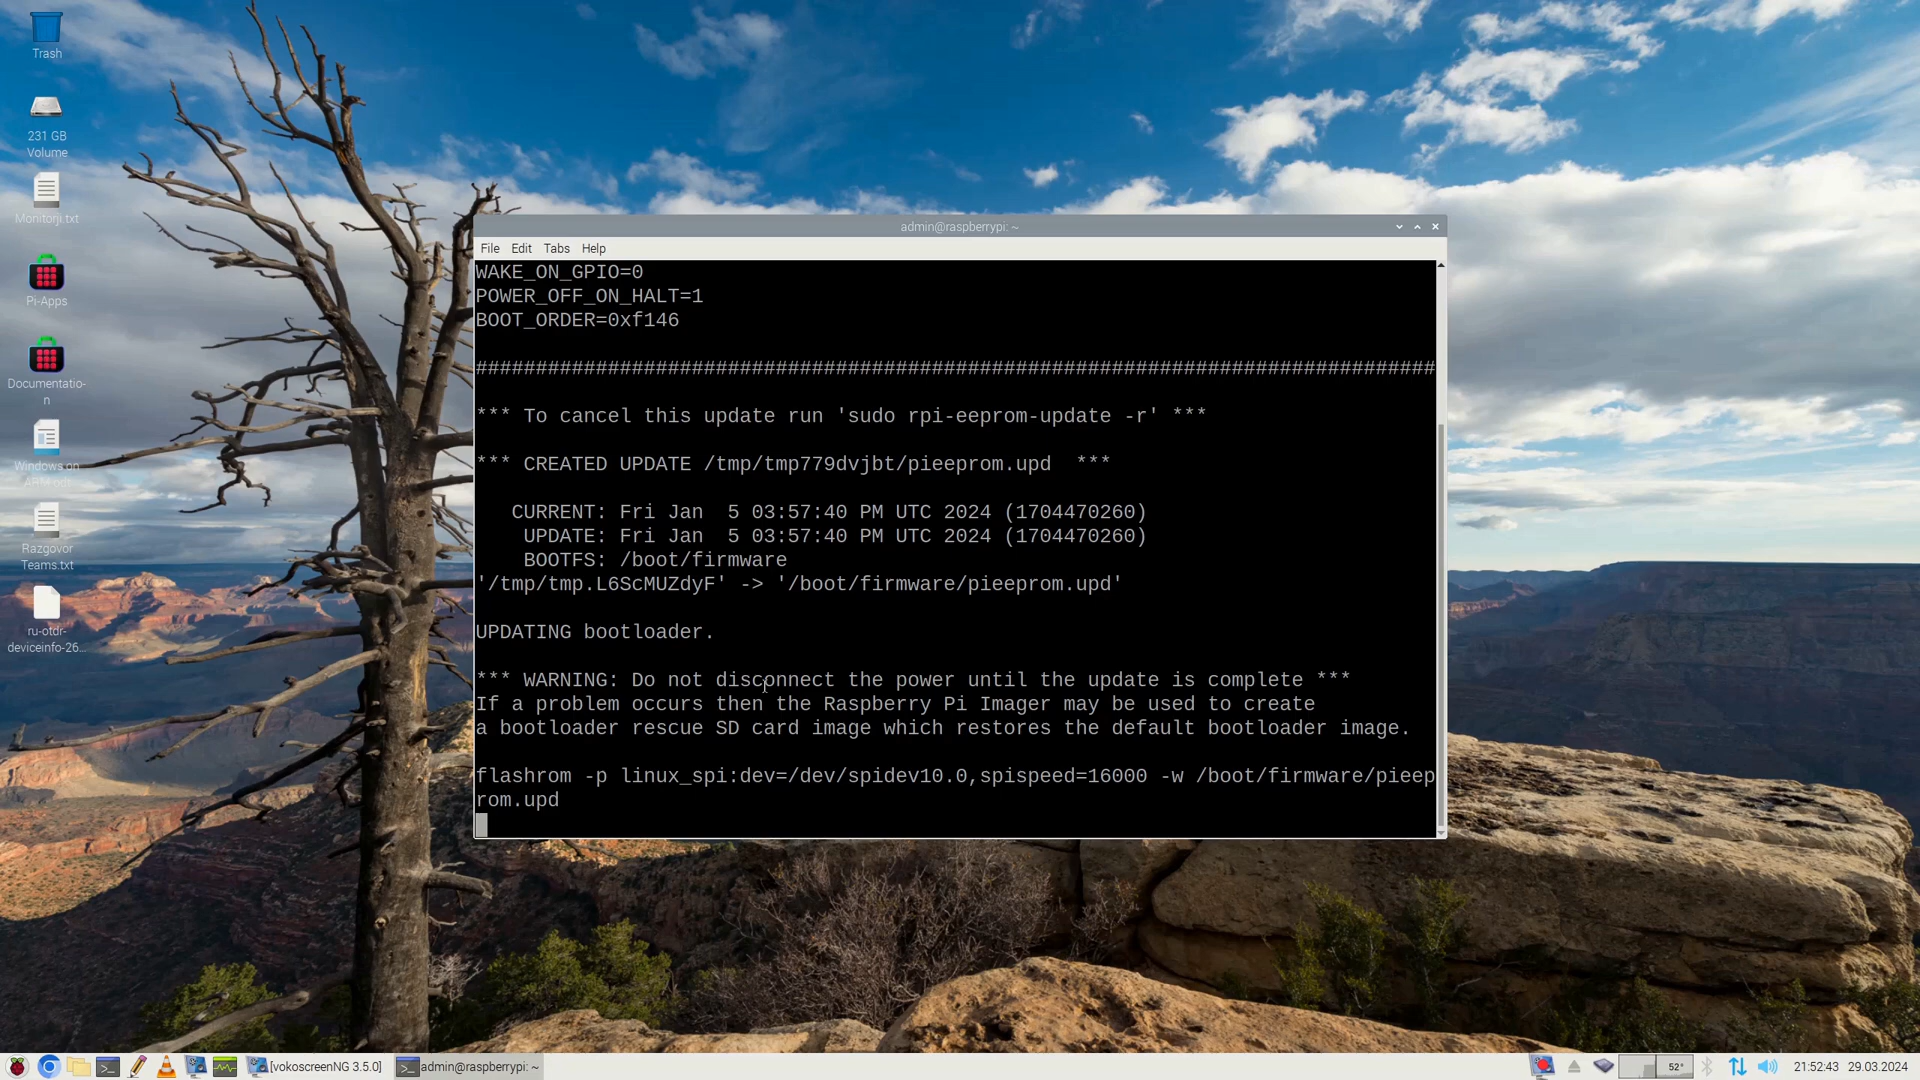 Trash
231 GB
Volume
Monitorji.txt
Pi-Apps
Documentatio-
n
Windows on
ARM.odt
Razgovor
Teams.txt
ru-otdr-
deviceinfo-26...
admin@raspberrypi: ~
File Edit Tabs Help
WAKE_ON_GPIO=0
POWER_OFF_ON_HALT=1
BOOT_ORDER=0xf146
################################################################################
*** To cancel this update run 'sudo rpi-eeprom-update -r' ***
*** CREATED UPDATE /tmp/tmp779dvjbt/pieeprom.upd  ***
CURRENT: Fri Jan  5 03:57:40 PM UTC 2024 (1704470260)
UPDATE: Fri Jan  5 03:57:40 PM UTC 2024 (1704470260)
BOOTFS: /boot/firmware
'/tmp/tmp.L6ScMUZdyF' -> '/boot/firmware/pieeprom.upd'
UPDATING bootloader.
*** WARNING: Do not disconnect the power until the update is complete ***
If a problem occurs then the Raspberry Pi Imager may be used to create
a bootloader rescue SD card image which restores the default bootloader image.
flashrom -p linux_spi:dev=/dev/spidev10.0,spispeed=16000 -w /boot/firmware/pieep
rom.upd
[vokoscreenNG 3.5.0]
admin@raspberrypi: ~
52°
21:52:43
29.03.2024